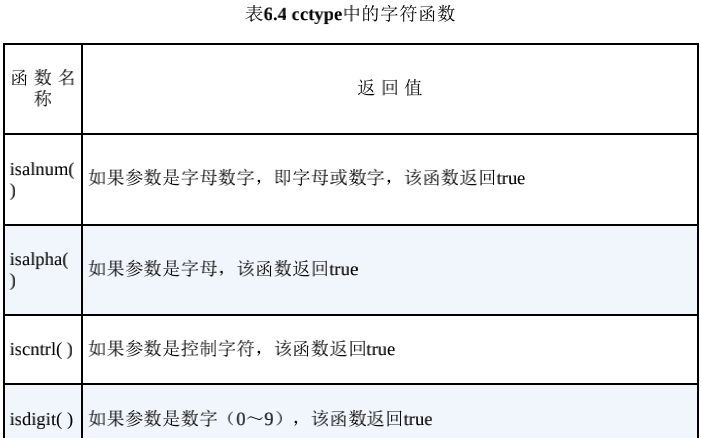 表6.4 cctype中的字符函数
函 数 名
称
返 回 值
isalnum(
)
如果参数是字母数字，即字母或数字，该函数返回true
isalpha(
)
如果参数是字母，该函数返回true
iscntrl( )
如果参数是控制字符，该函数返回true
isdigit( )
如果参数是数字（0～9），该函数返回true